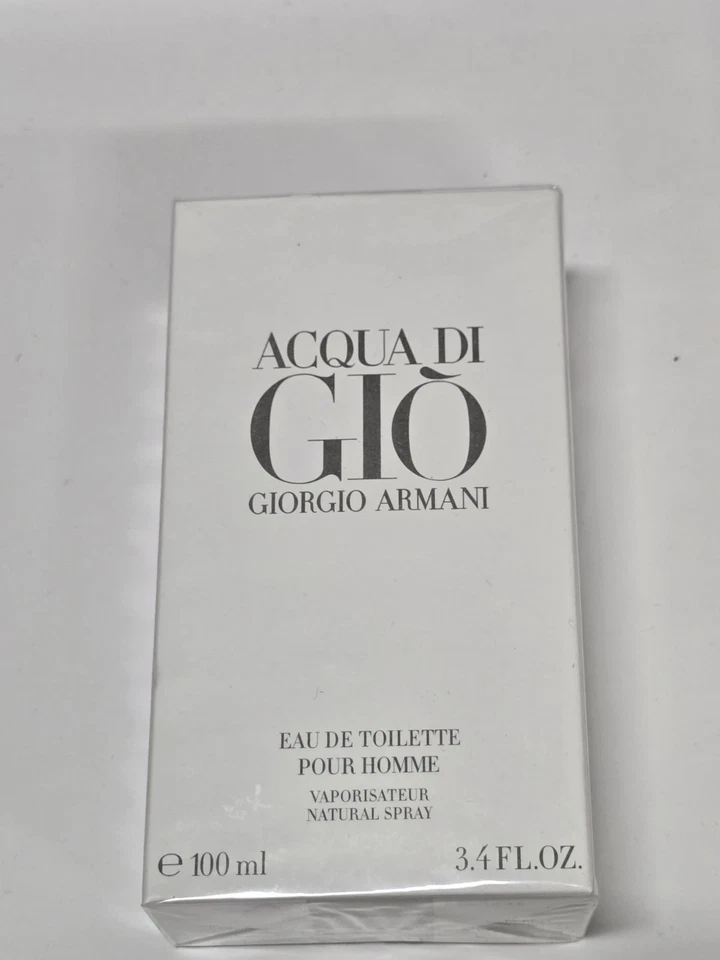 ACQUA DI
GIÒ
GIORGIO ARMANI
EAU DE TOILETTE
POUR HOMME
VAPORISATEUR
NATURAL SPRAY
℮ 100 ml 3.4 FL.OZ.